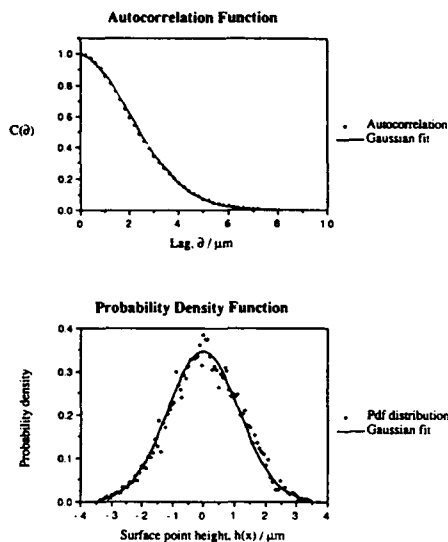 Autocorrelation Function
1.0
0.8
0.6
0.4
0.2
0.0
C(∂)
0 2 4 6 8 10
Lag, ∂ / μm
Autocorrelation
Gaussian fit
Probability Density Function
0.4
0.3
0.2
0.1
0.0
Probability density
-4 -3 -2 -1 0 1 2 3 4
Surface point height, h(x) / μm
Pdf distribution
Gaussian fit